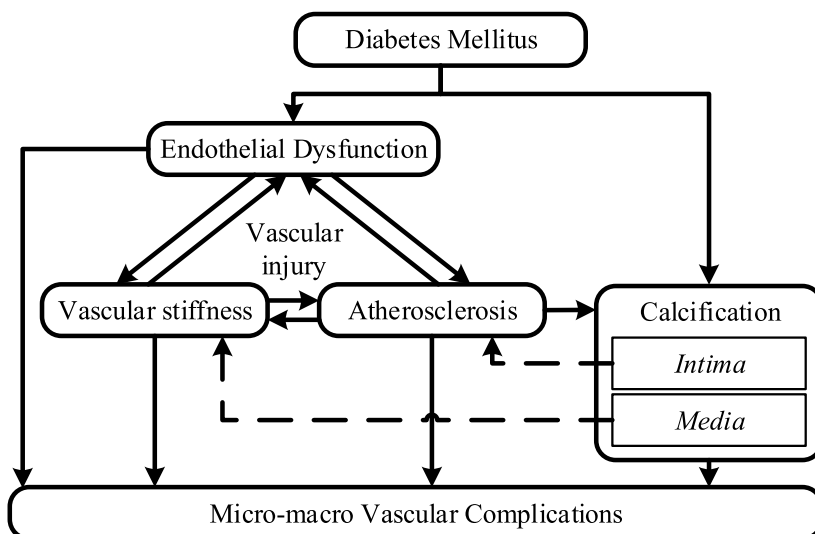 Diabetes Mellitus
Endothelial Dysfunction
Vascular
injury
Vascular stiffness
Atherosclerosis
Calcification
Intima
Media
Micro-macro Vascular Complications